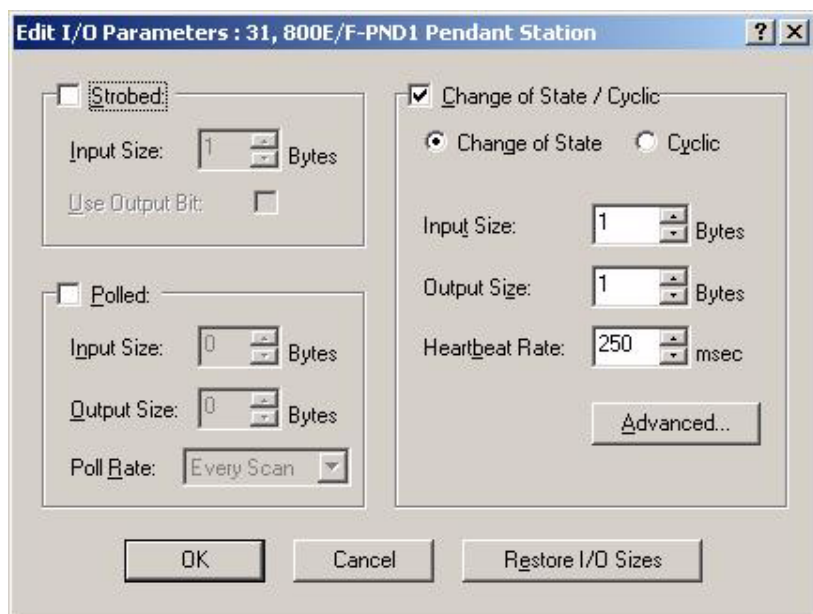 Edit I/O Parameters : 31, 800E/F-PND1 Pendant Station
Strobed:
Input Size: 1 Bytes
Use Output Bit:
Polled:
Input Size: 0 Bytes
Output Size: 0 Bytes
Poll Rate: Every Scan
Change of State / Cyclic
Change of State Cyclic
Input Size: 1 Bytes
Output Size: 1 Bytes
Heartbeat Rate: 250 msec
Advanced...
OK Cancel Restore I/O Sizes